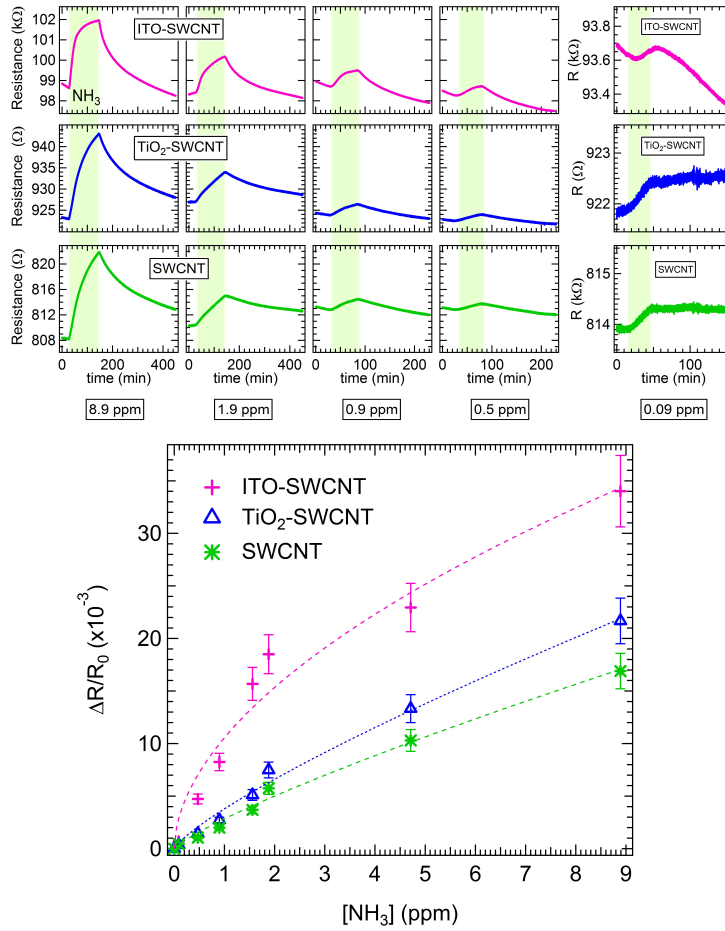 Resistance (kΩ)
102
100
98
ITO-SWCNT
NH3
R (kΩ)
93.8
93.6
93.4
ITO-SWCNT
Resistance (Ω)
940
935
930
925
TiO2-SWCNT
R (Ω)
923
922
TiO2-SWCNT
Resistance (Ω)
820
816
812
808
SWCNT
R (kΩ)
815
814
SWCNT
0 200 400 0 200 400 0 100 200 0 100 200 0 50 100
time (min) time (min) time (min) time (min) time (min)
8.9 ppm 1.9 ppm 0.9 ppm 0.5 ppm 0.09 ppm
ITO-SWCNT
TiO2-SWCNT
SWCNT
ΔR/R0 (x10-3)
30
20
10
0
0 1 2 3 4 5 6 7 8 9
[NH3] (ppm)